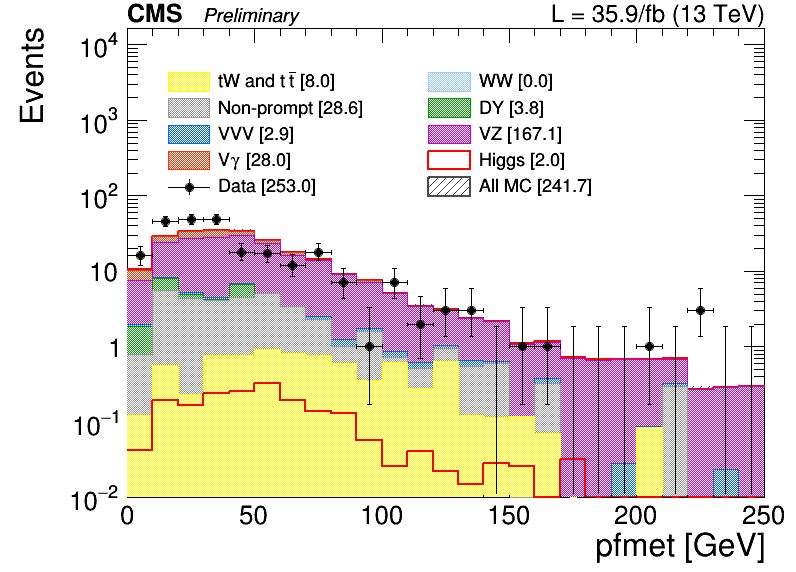 CMS Preliminary L = 35.9/fb (13 TeV)
Events
10⁴
10³
10²
10
1
10⁻¹
10⁻²
tW and t t̄ [8.0] WW [0.0]
Non-prompt [28.6] DY [3.8]
VVV [2.9] VZ [167.1]
Vγ [28.0] Higgs [2.0]
Data [253.0] All MC [241.7]
0 50 100 150 200 250
pfmet [GeV]